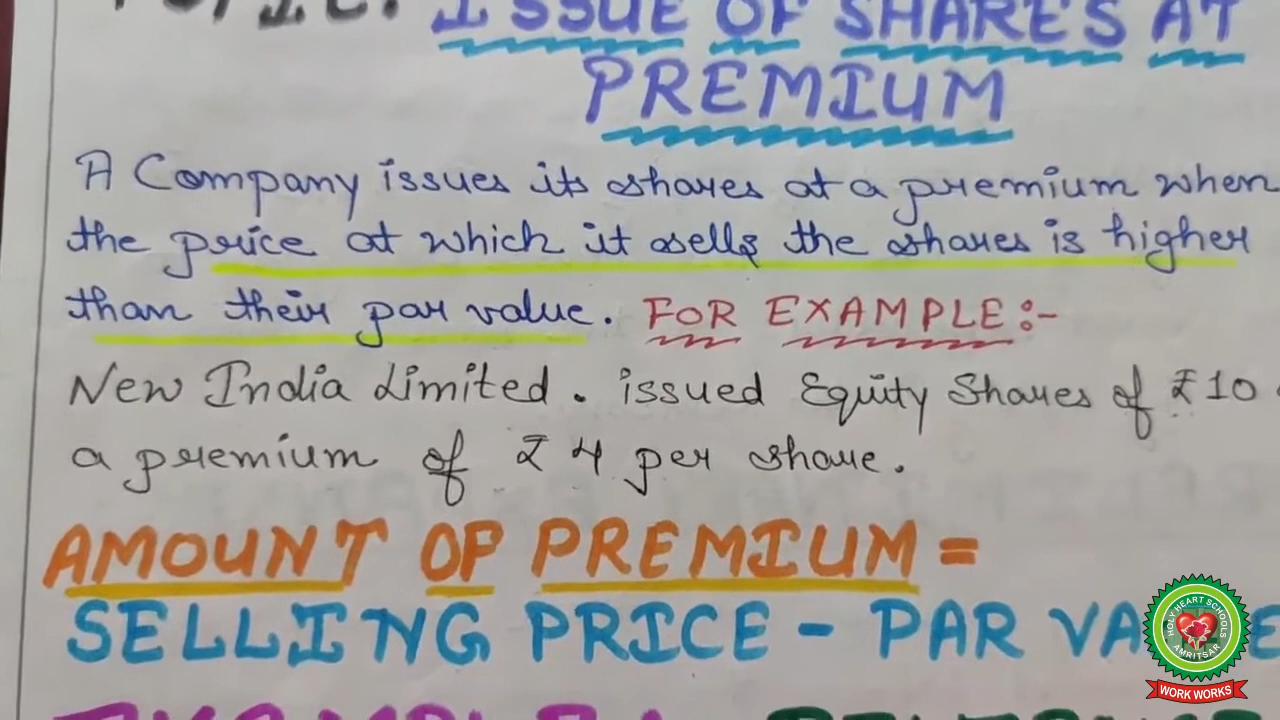 TOPIC: ISSUE OF SHARES AT
PREMIUM
A Company issues its shares at a premium when
the price at which it sells the shares is higher
than their par value. FOR EXAMPLE:-
New India Limited. issued Equity Shares of ₹10
a premium of ₹ 4 per share.
AMOUNT OF PREMIUM =
SELLING PRICE - PAR VA E
HOLY HEART SCHOOLS
AMRITSAR
WORK WORKS